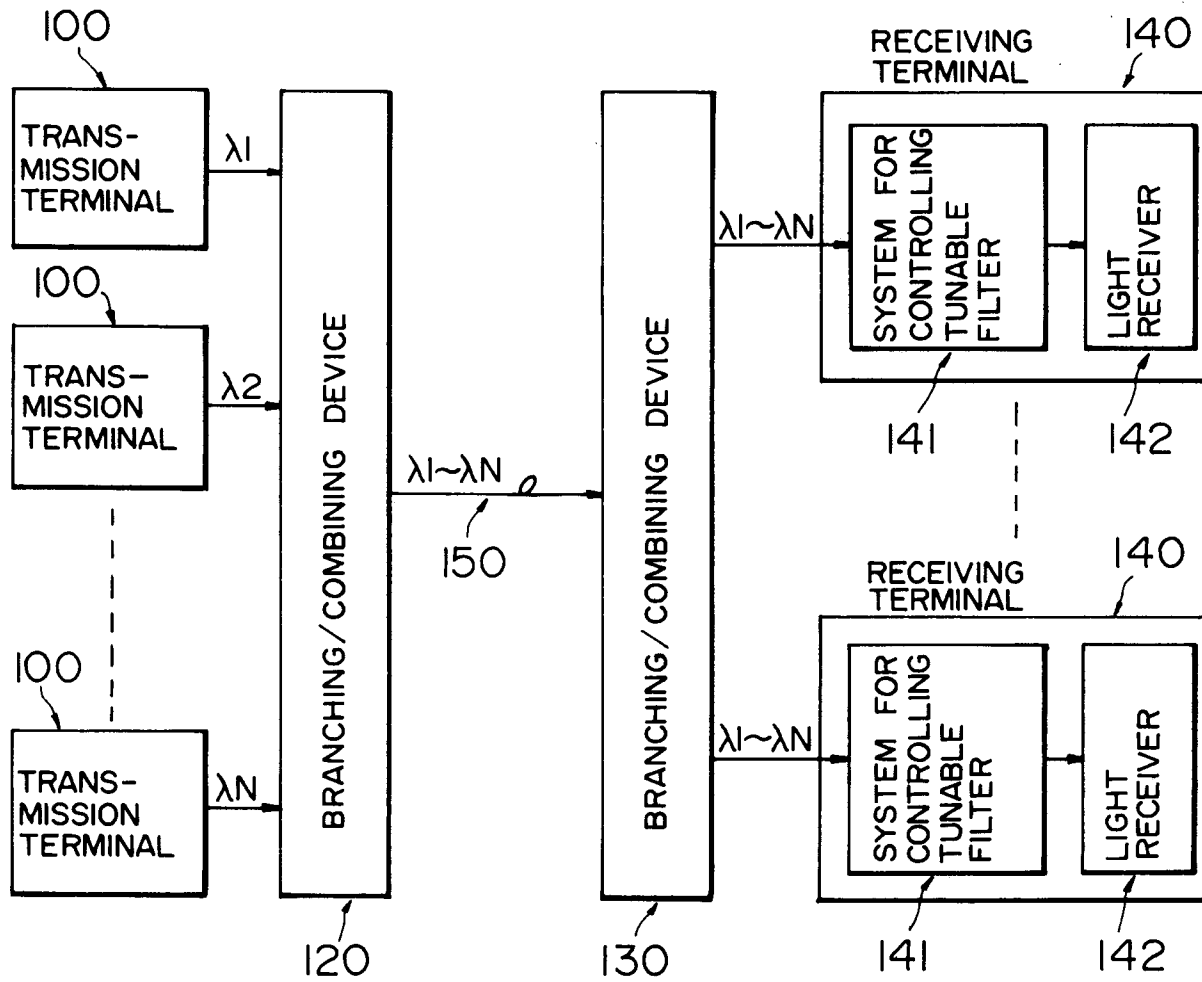 100
TRANS-
MISSION
TERMINAL
λ1
100
TRANS-
MISSION
TERMINAL
λ2
100
TRANS-
MISSION
TERMINAL
λN
BRANCHING/COMBINING DEVICE
120
λ1~λN
150
BRANCHING/COMBINING DEVICE
130
λ1~λN
RECEIVING
TERMINAL
140
SYSTEM FOR
CONTROLLING
TUNABLE
FILTER
141
LIGHT
RECEIVER
142
λ1~λN
RECEIVING
TERMINAL
140
SYSTEM FOR
CONTROLLING
TUNABLE
FILTER
141
LIGHT
RECEIVER
142